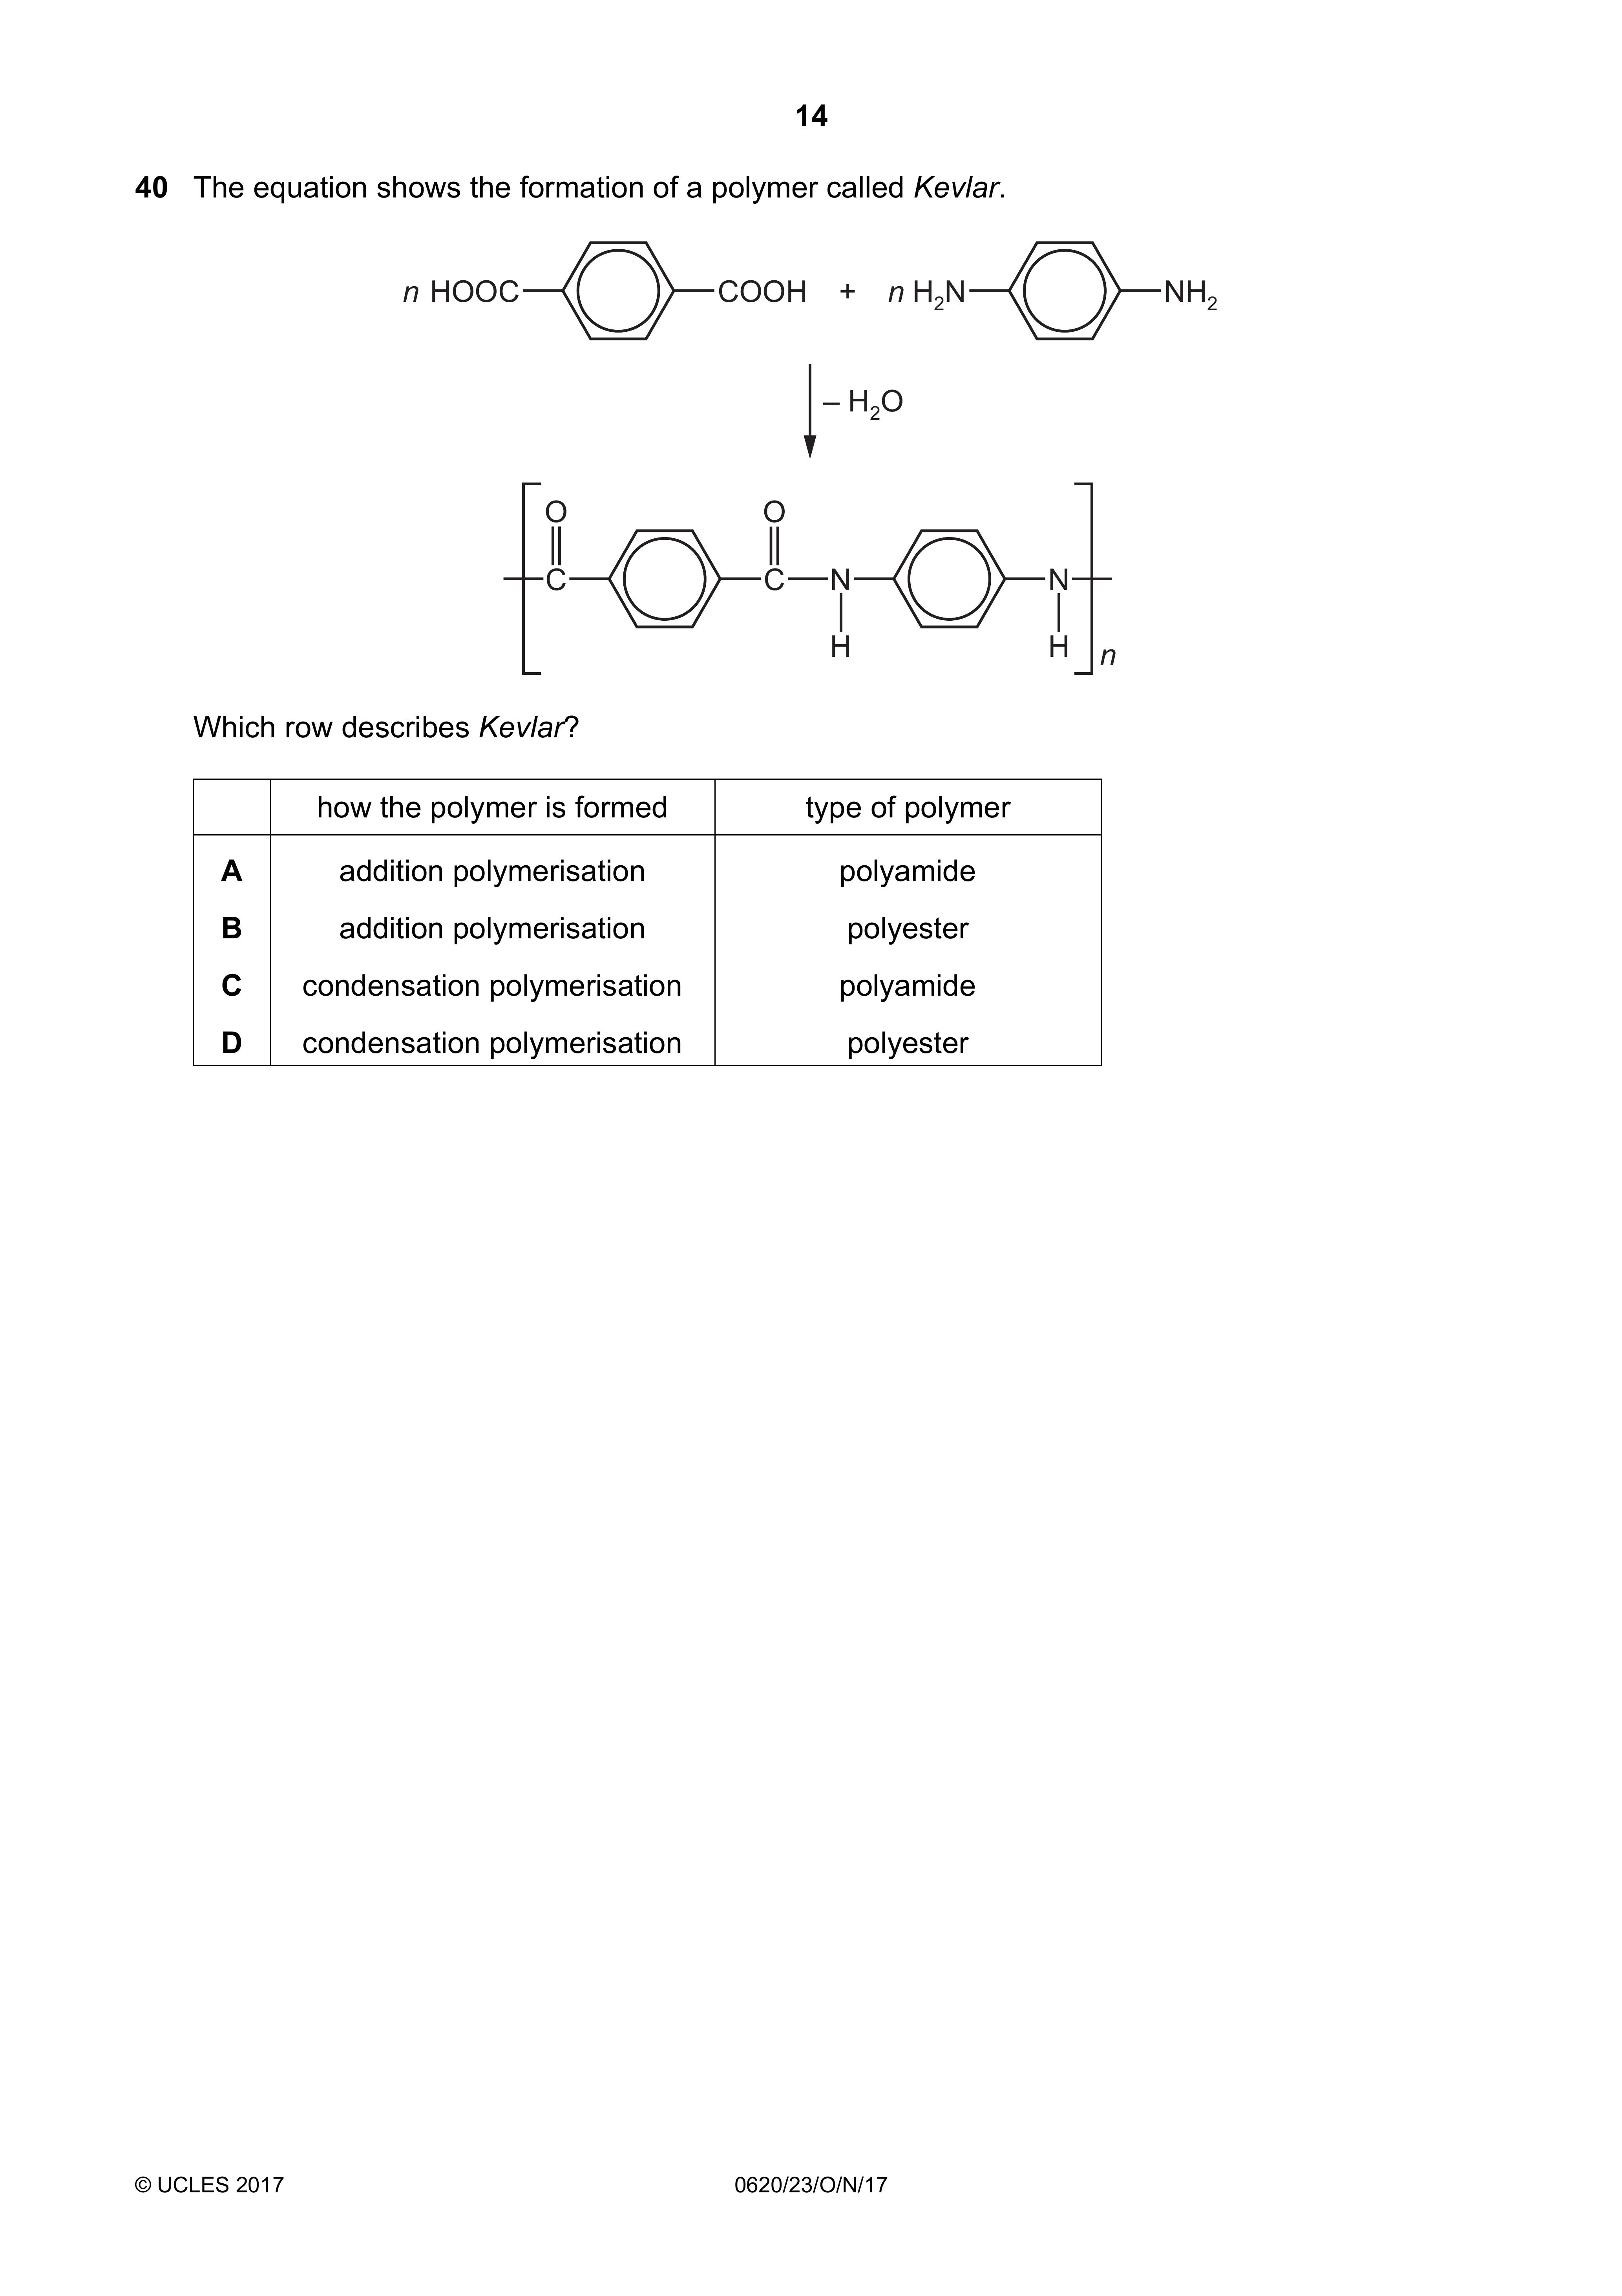 14
40 The equation shows the formation of a polymer called Kevlar.
n HOOC COOH + n H2N NH2
– H2O
O O
C C N N
H H n
Which row describes Kevlar?
how the polymer is formed type of polymer
A addition polymerisation polyamide
B addition polymerisation polyester
C condensation polymerisation polyamide
D condensation polymerisation polyester
© UCLES 2017 0620/23/O/N/17